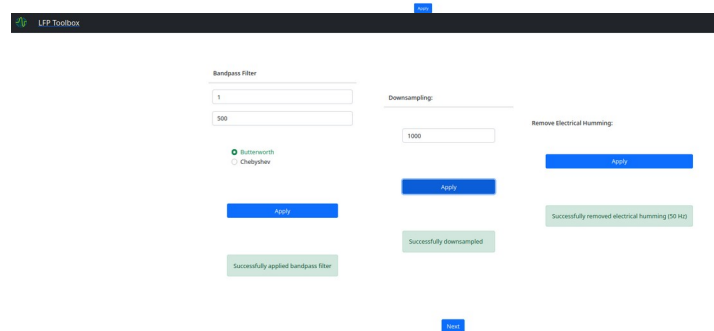 Apply
LFP Toolbox
Bandpass Filter
1
500
Butterworth
Chebyshev
Apply
Successfully applied bandpass filter
Downsampling:
1000
Apply
Successfully downsampled
Remove Electrical Humming:
Apply
Successfully removed electrical humming (50 Hz)
Next